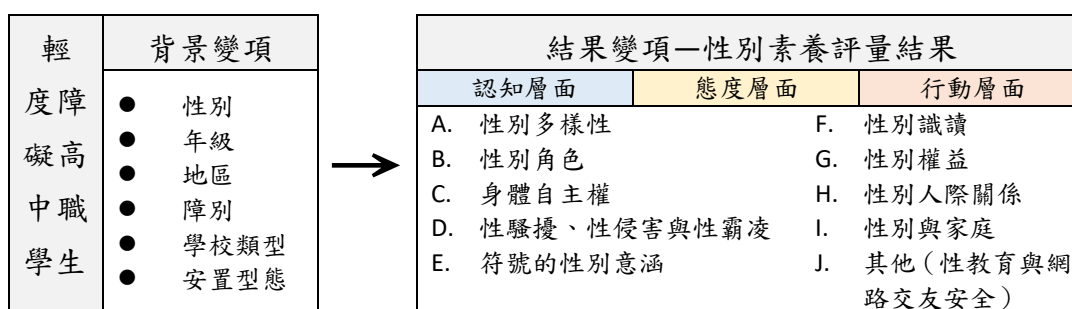 輕度障礙高中職學生
背景變項
● 性別
● 年級
● 地區
● 障別
● 學校類型
● 安置型態
結果變項—性別素養評量結果
認知層面 態度層面 行動層面
A. 性別多樣性
B. 性別角色
C. 身體自主權
D. 性騷擾、性侵害與性霸凌
E. 符號的性別意涵
F. 性別識讀
G. 性別權益
H. 性別人際關係
I. 性別與家庭
J. 其他（性教育與網
路交友安全）